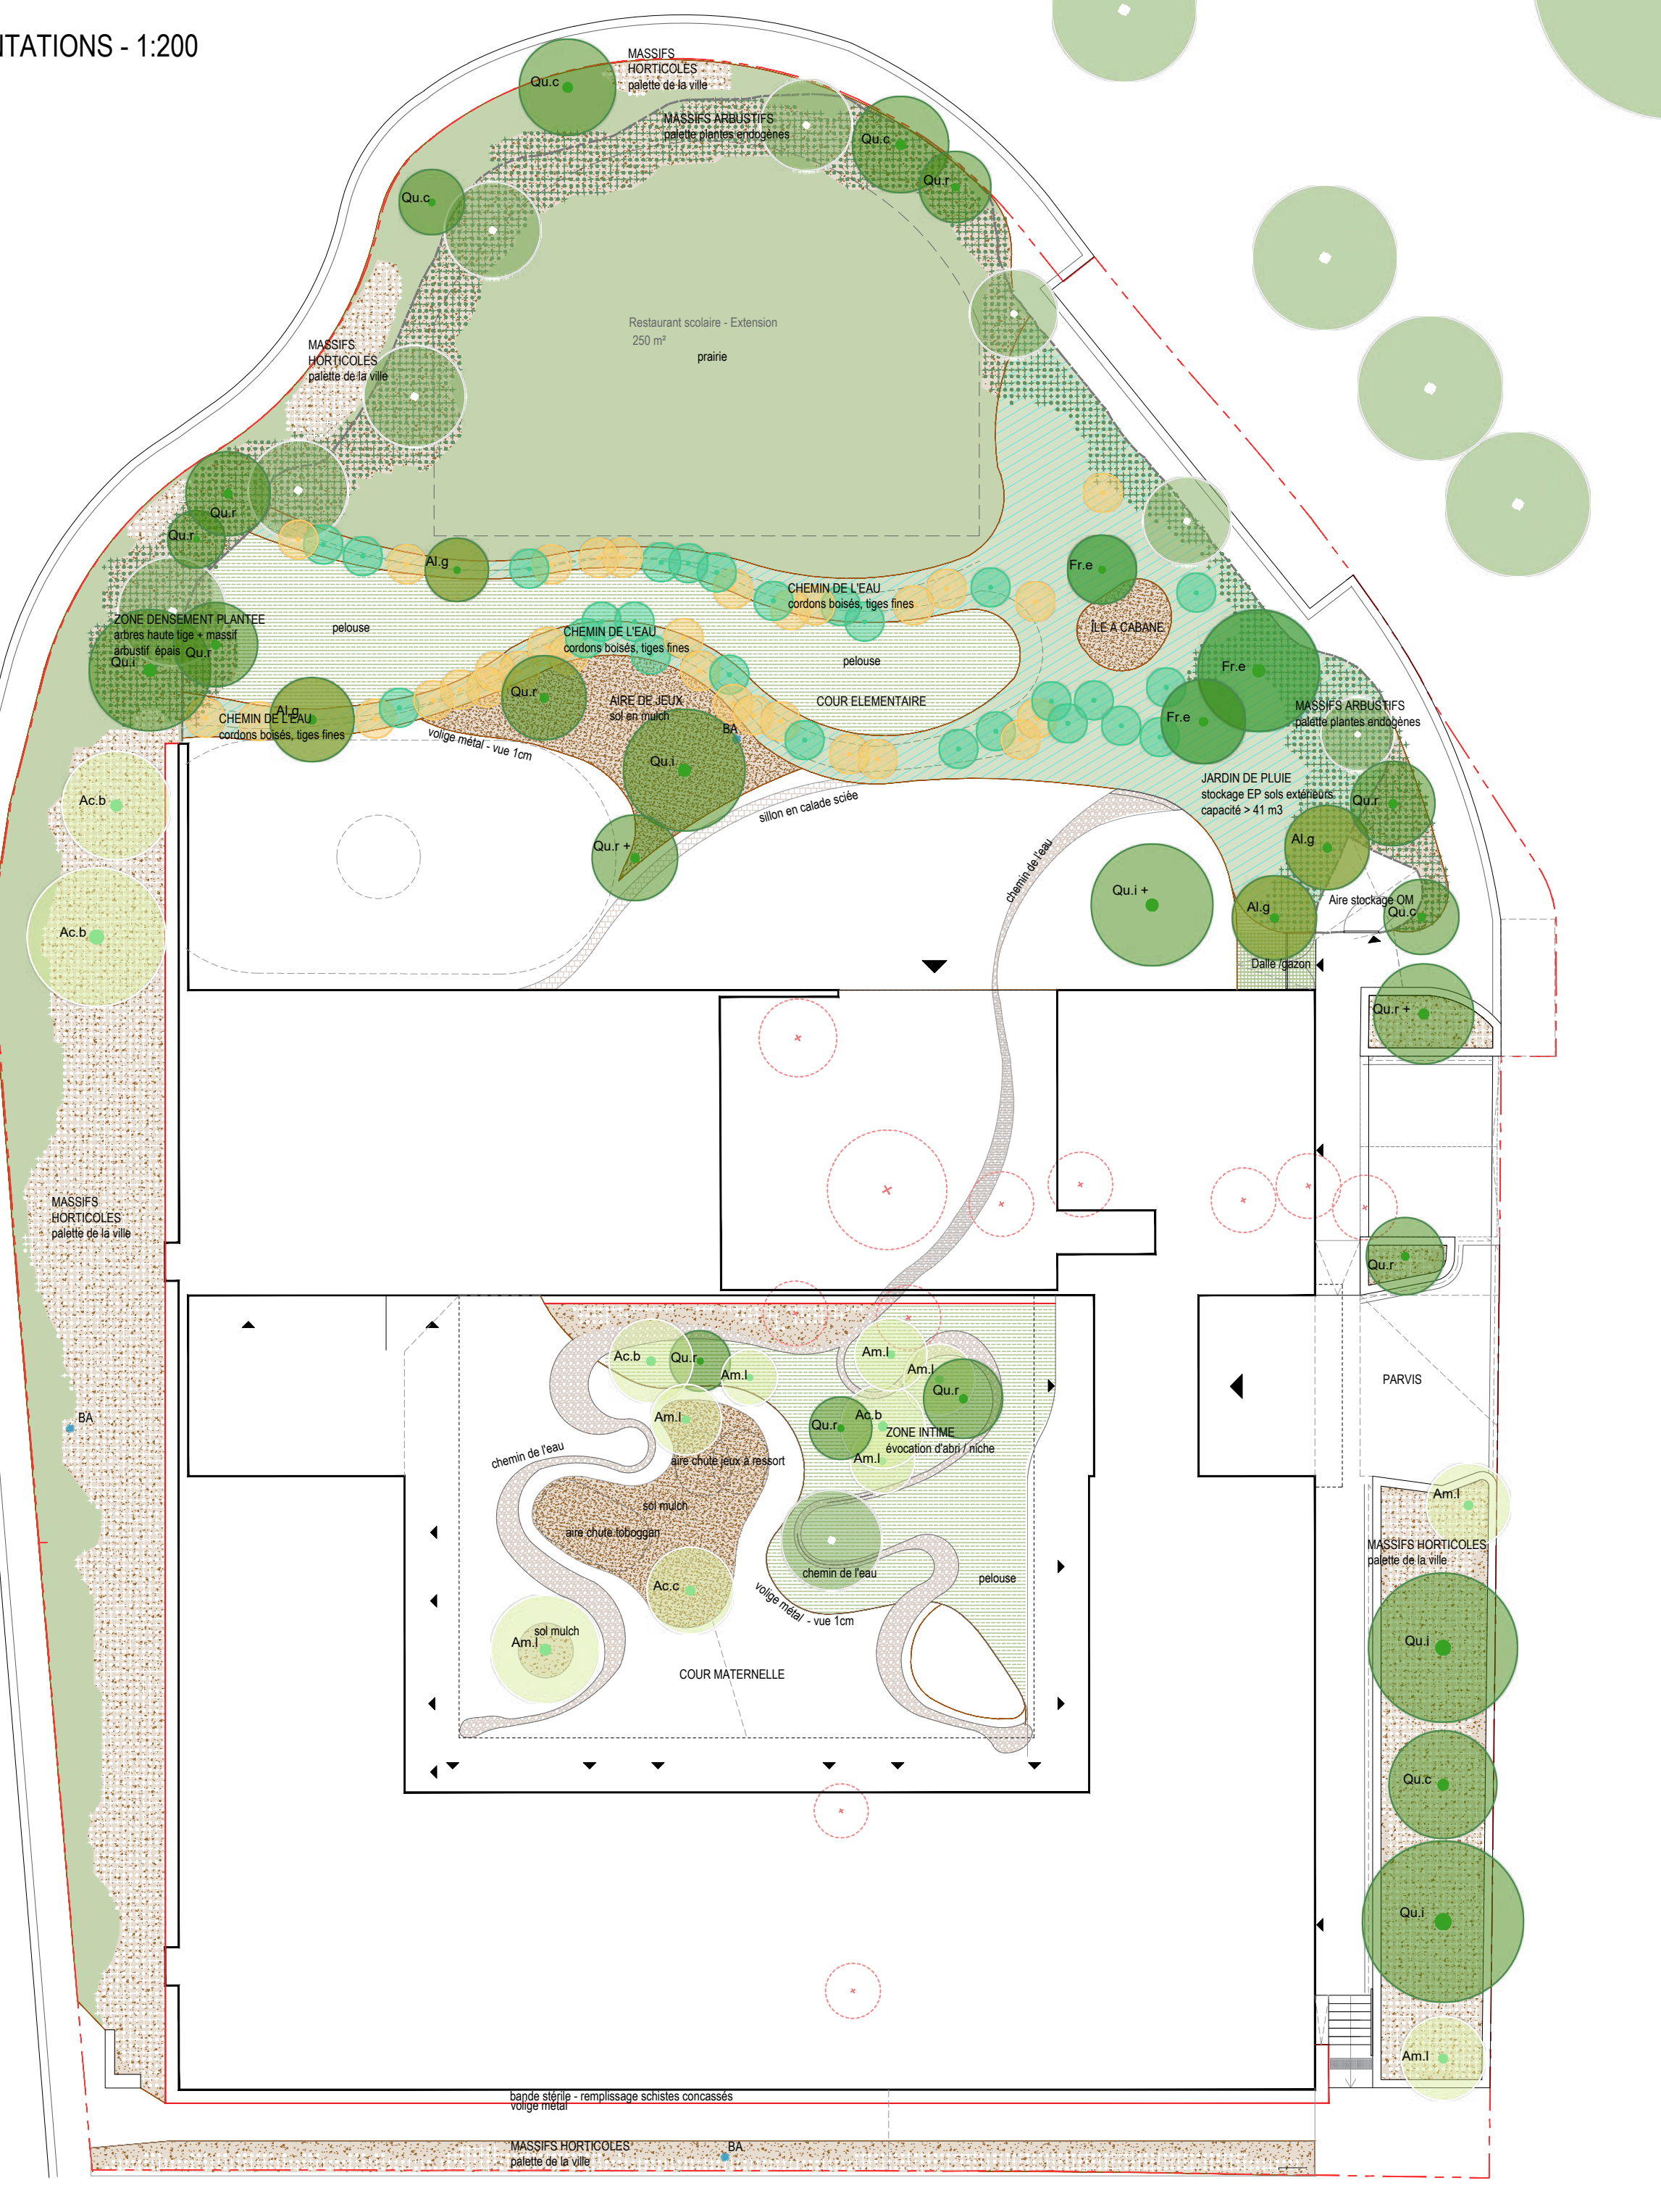 NTATIONS - 1:200
MASSIFS
HORTICOLES
palette de la ville
Qu.c
MASSIFS ARBUSTIFS
palette plantes endogènes
Qu.c
Qu.r
Qu.c
Restaurant scolaire - Extension
250 m²
prairie
MASSIFS
HORTICOLES
palette de la ville
Qu.r
Qu.r
Al.g
Fr.e
CHEMIN DE L'EAU
cordons boisés, tiges fines
ZONE DENSEMENT PLANTEE
arbres haute tige + massif
arbustif épais
Qu.i
Qu.r
pelouse
CHEMIN DE L'EAU
cordons boisés, tiges fines
ÎLE A CABANE
pelouse
Fr.e
Qu.r
AIRE DE JEUX
sol en mulch
COUR ELEMENTAIRE
MASSIFS ARBUSTIFS
palette plantes endogènes
Al.g
CHEMIN DE L'EAU
cordons boisés, tiges fines
Fr.e
BA
volige métal - vue 1cm
Qu.i
JARDIN DE PLUIE
stockage EP sols extérieurs
capacité > 41 m3
Ac.b
sillon en calade sciée
Qu.r
Al.g
Qu.r +
chemin de l'eau
Qu.i +
Aire stockage OM
Al.g
Qu.c
Ac.b
Dalle /gazon
Qu.r +
MASSIFS
HORTICOLES
palette de la ville
Qu.r
Ac.b
Qu.r
Am.l
Am.l
Am.l
PARVIS
Qu.r
Am.l
Qu.r
Ac.b
BA
ZONE INTIME
évocation d'abri / niche
chemin de l'eau
aire chute jeux à ressort
Am.l
Am.l
sol mulch
aire chute toboggan
MASSIFS HORTICOLES
palette de la ville
chemin de l'eau
pelouse
Ac.c
volige métal - vue 1cm
sol mulch
Am.l
Qu.i
COUR MATERNELLE
Qu.c
Qu.i
Am.l
bande stérile - remplissage schistes concassés
volige métal
MASSIFS HORTICOLES
palette de la ville
BA.